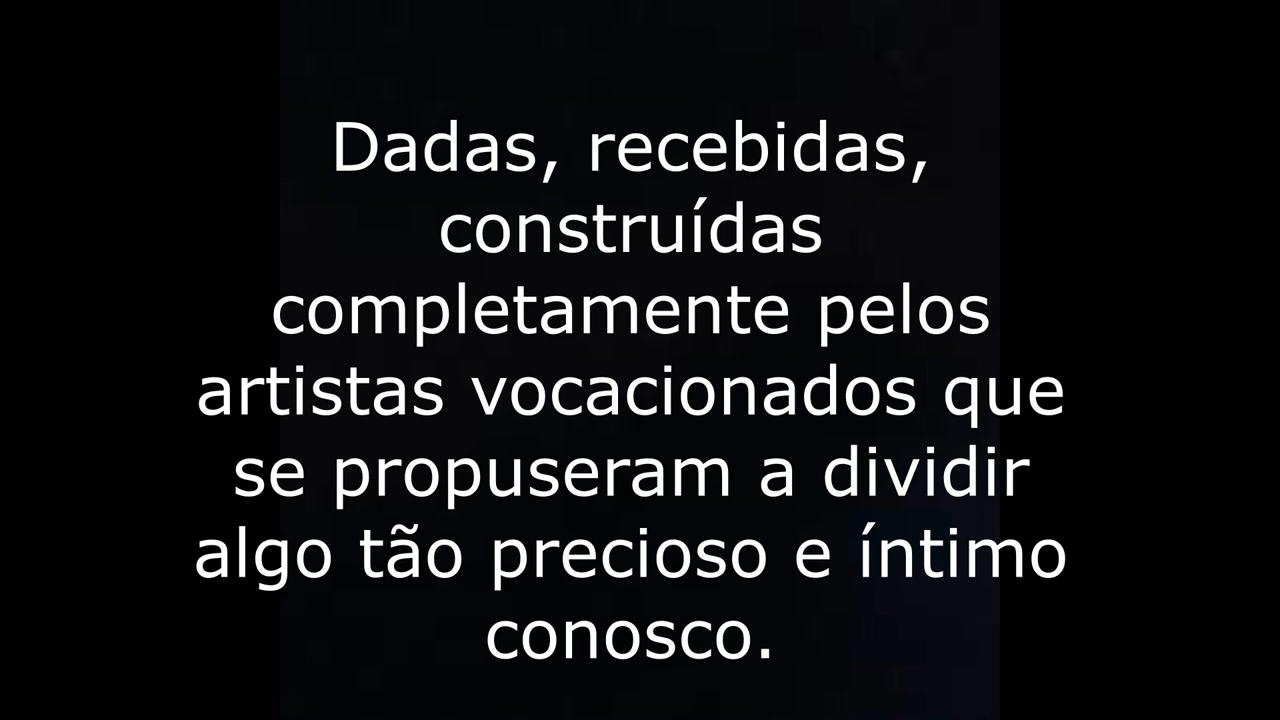 Dadas, recebidas,
construídas
completamente pelos
artistas vocacionados que
se propuseram a dividir
algo tão precioso e íntimo
conosco.